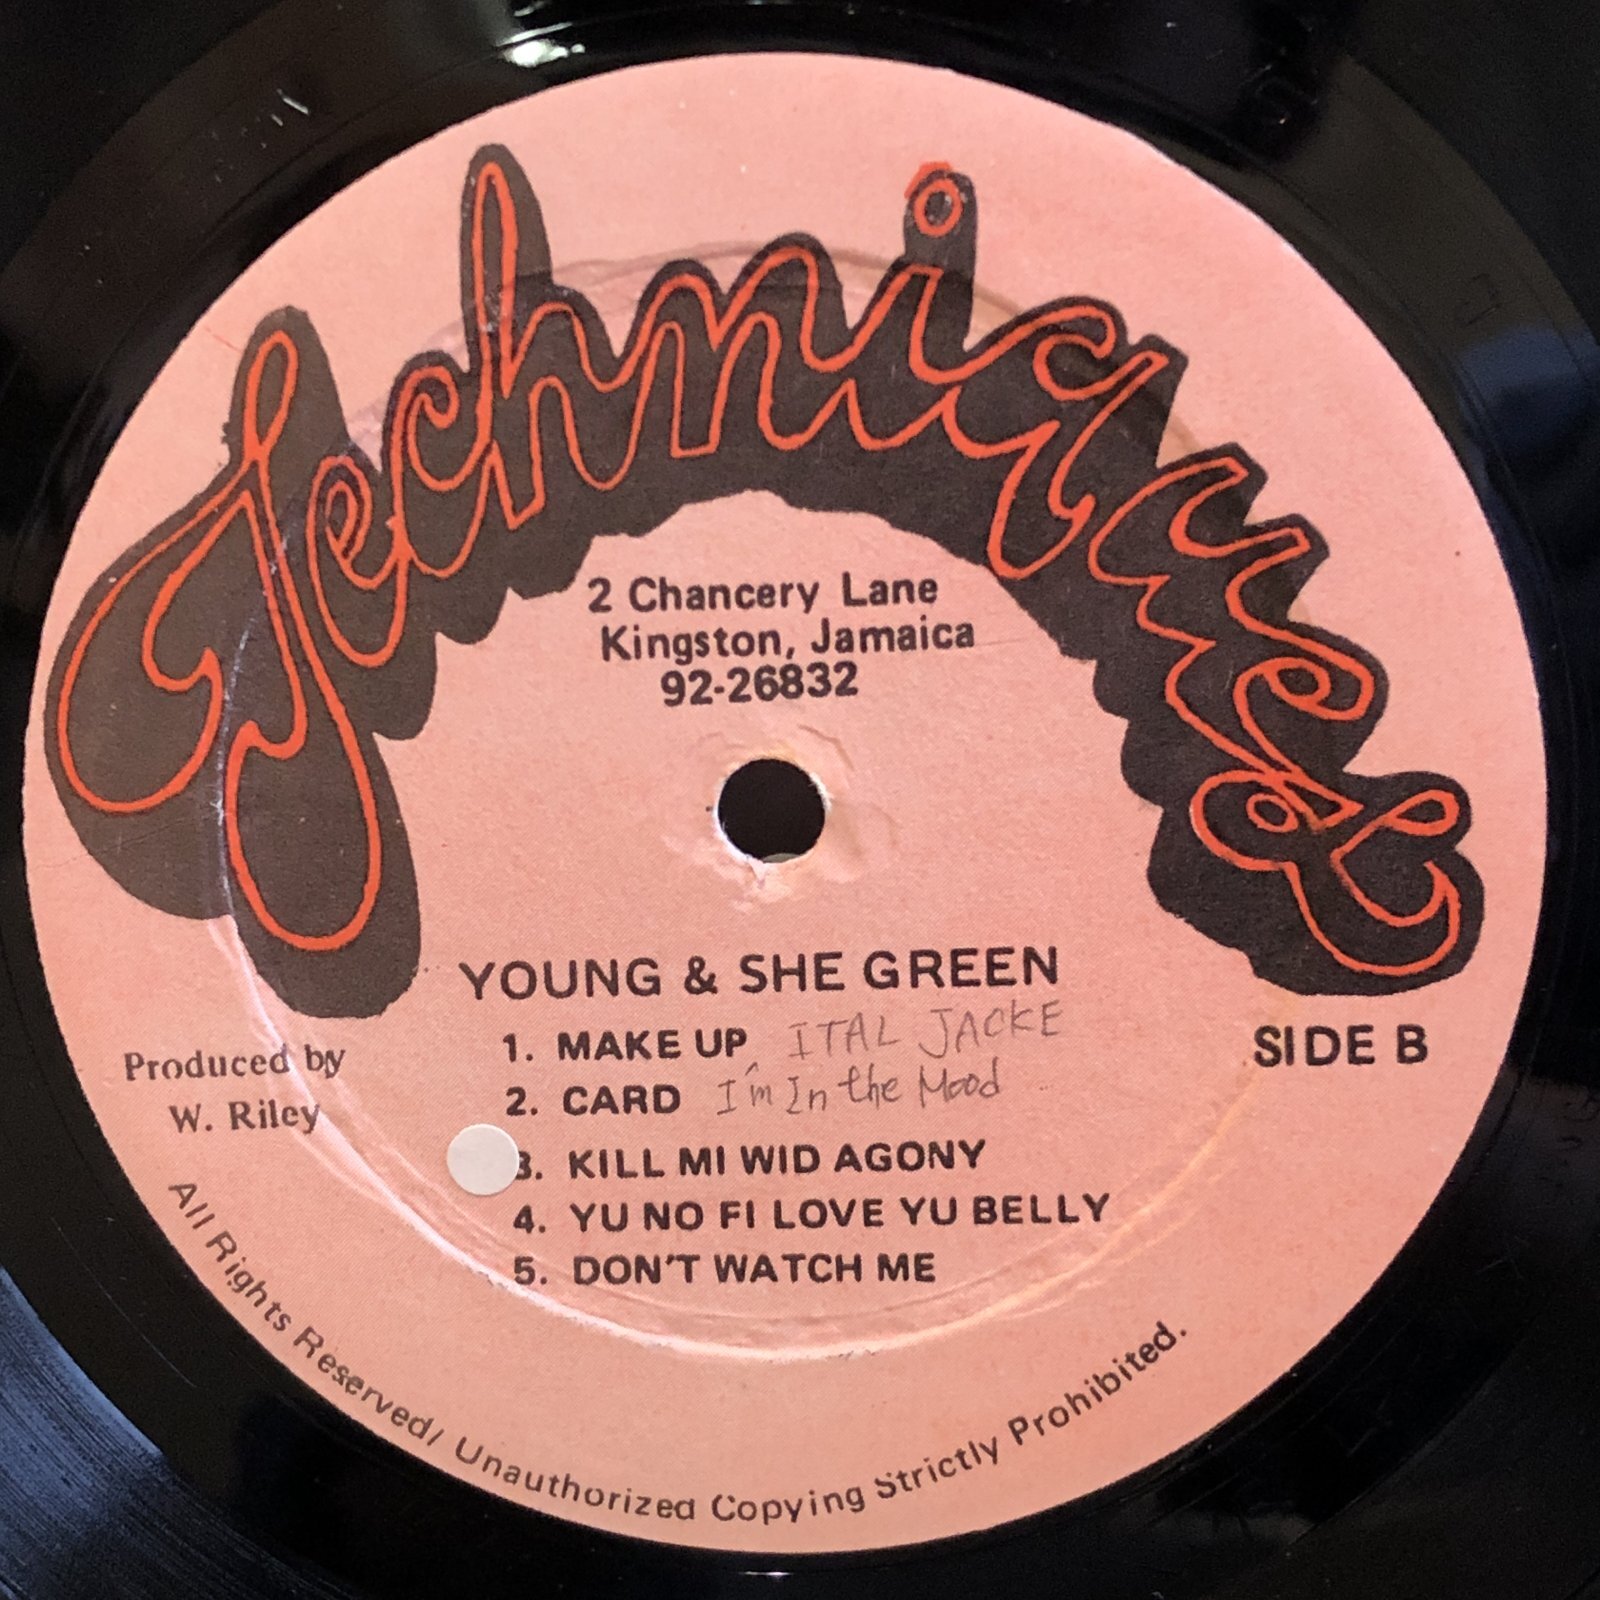 Techniques
2 Chancery Lane
Kingston, Jamaica
92-26832
YOUNG & SHE GREEN
1. MAKE UP ITAL JACKE
2. CARD I'm In the Mood
3. KILL MI WID AGONY
4. YU NO FI LOVE YU BELLY
5. DON'T WATCH ME
SIDE B
Produced by
W. Riley
All Rights Reserved/ Unauthorized Copying Strictly Prohibited.